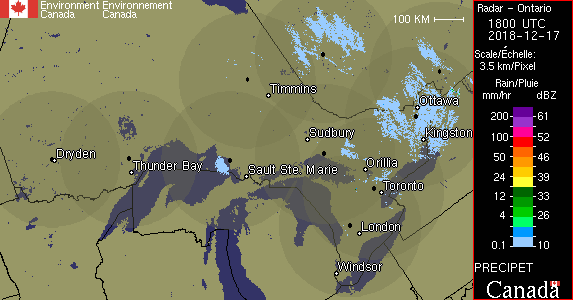 Environment Environnement
Canada Canada
100 KM
Timmins
Ottawa
Sudbury
Kingston
Dryden
Thunder Bay
Sault Ste. Marie
Orillia
Toronto
London
Windsor
Radar - Ontario
1800 UTC
2018-12-17
Scale/Échelle:
3.5 km/Pixel
Rain/Pluie
mm/hr dBZ
200 61
100 56
50 46
24 39
12 33
4 26
0.1 10
PRECIPET
Canada